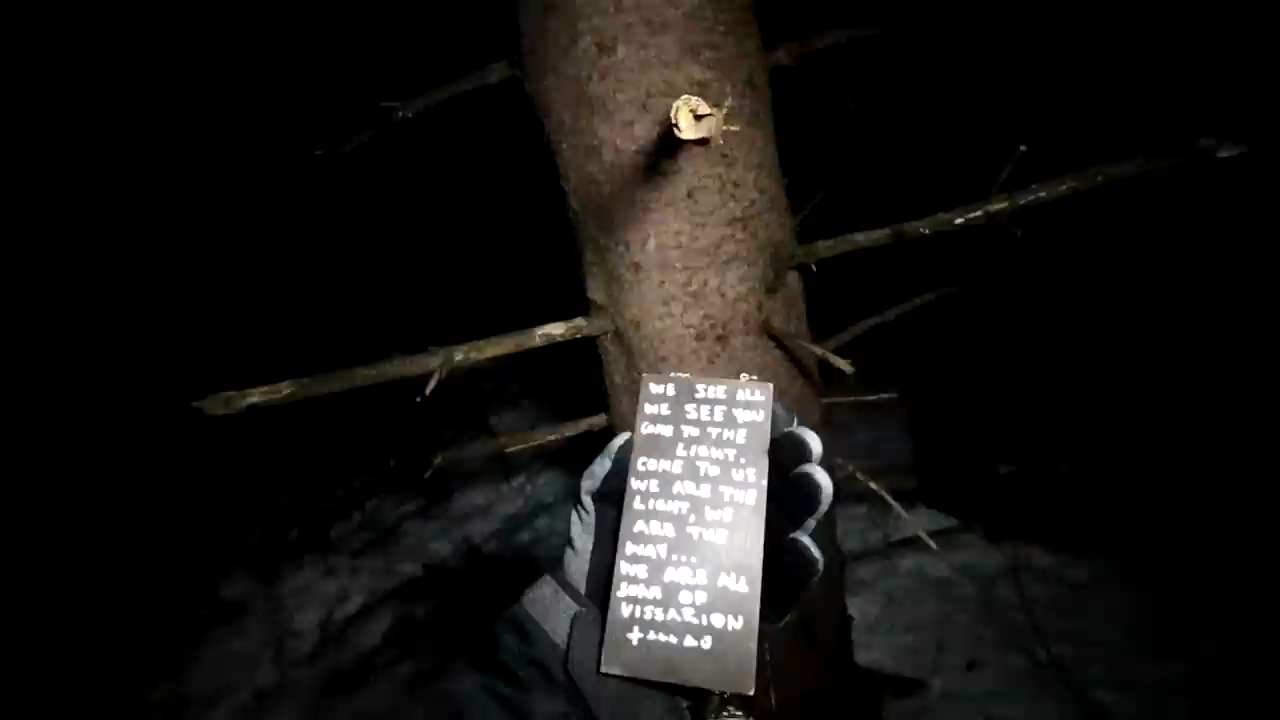 WE SEE ALL
WE SEE YOU
COME TO THE
LIGHT.
COME TO US.
WE ARE THE
LIGHT, WE
ARE THE
WAY...
WE ARE ALL
SONS OF
VISSARION